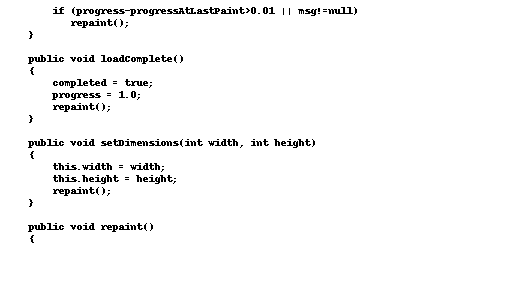 if (progress-progressAtLastPaint>0.01 || msg!=null)
repaint();
}
public void loadComplete()
{
completed = true;
progress = 1.0;
repaint();
}
public void setDimensions(int width, int height)
{
this.width = width;
this.height = height;
repaint();
}
public void repaint()
{